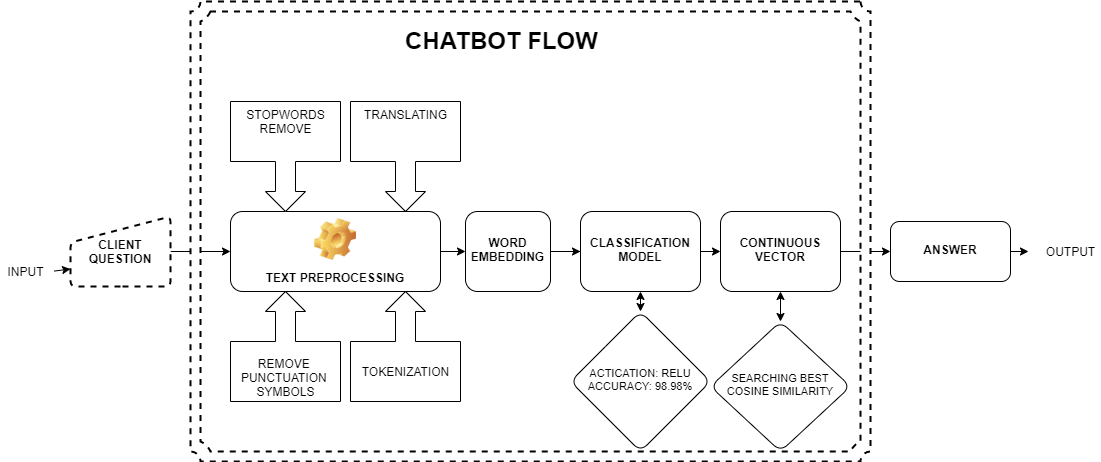 CHATBOT FLOW
STOPWORDS
REMOVE
TRANSLATING
INPUT
CLIENT
QUESTION
TEXT PREPROCESSING
WORD
EMBEDDING
CLASSIFICATION
MODEL
CONTINUOUS
VECTOR
ANSWER
OUTPUT
REMOVE
PUNCTUATION
SYMBOLS
TOKENIZATION
ACTICATION: RELU
ACCURACY: 98.98%
SEARCHING BEST
COSINE SIMILARITY